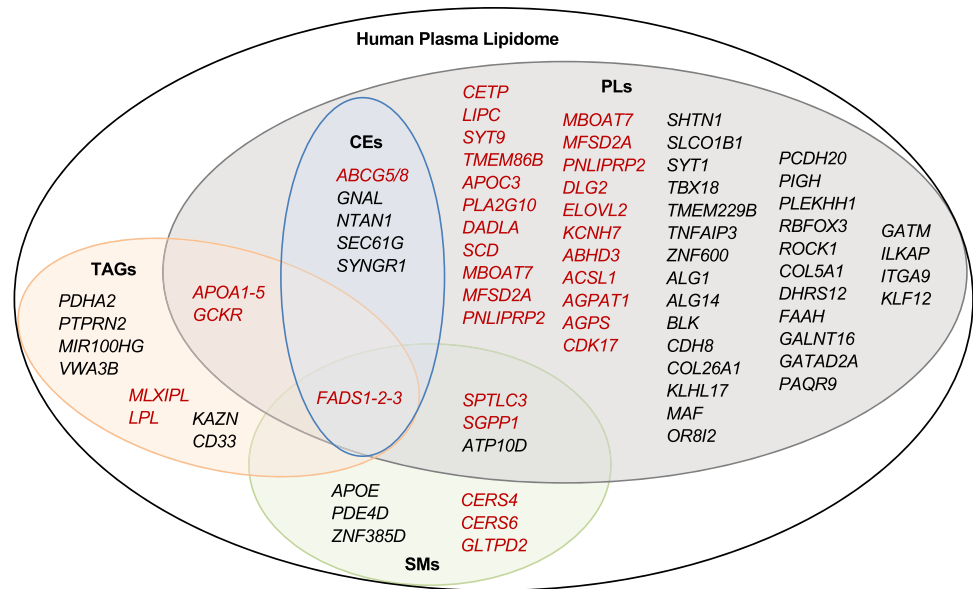 Human Plasma Lipidome
PLs
CETP
LIPC
SYT9
TMEM86B
APOC3
PLA2G10
DADLA
SCD
MBOAT7
MFSD2A
PNLIPRP2
MBOAT7
MFSD2A
PNLIPRP2
DLG2
ELOVL2
KCNH7
ABHD3
ACSL1
AGPAT1
AGPS
CDK17
SHTN1
SLCO1B1
SYT1
TBX18
TMEM229B
TNFAIP3
ZNF600
ALG1
ALG14
BLK
CDH8
COL26A1
KLHL17
MAF
OR8I2
PCDH20
PIGH
PLEKHH1
RBFOX3
ROCK1
COL5A1
DHRS12
FAAH
GALNT16
GATAD2A
PAQR9
GATM
ILKAP
ITGA9
KLF12
CEs
ABCG5/8
GNAL
NTAN1
SEC61G
SYNGR1
TAGs
PDHA2
PTPRN2
MIR100HG
VWA3B
APOA1-5
GCKR
MLXIPL
LPL
KAZN
CD33
FADS1-2-3
SPTLC3
SGPP1
ATP10D
APOE
PDE4D
ZNF385D
CERS4
CERS6
GLTPD2
SMs